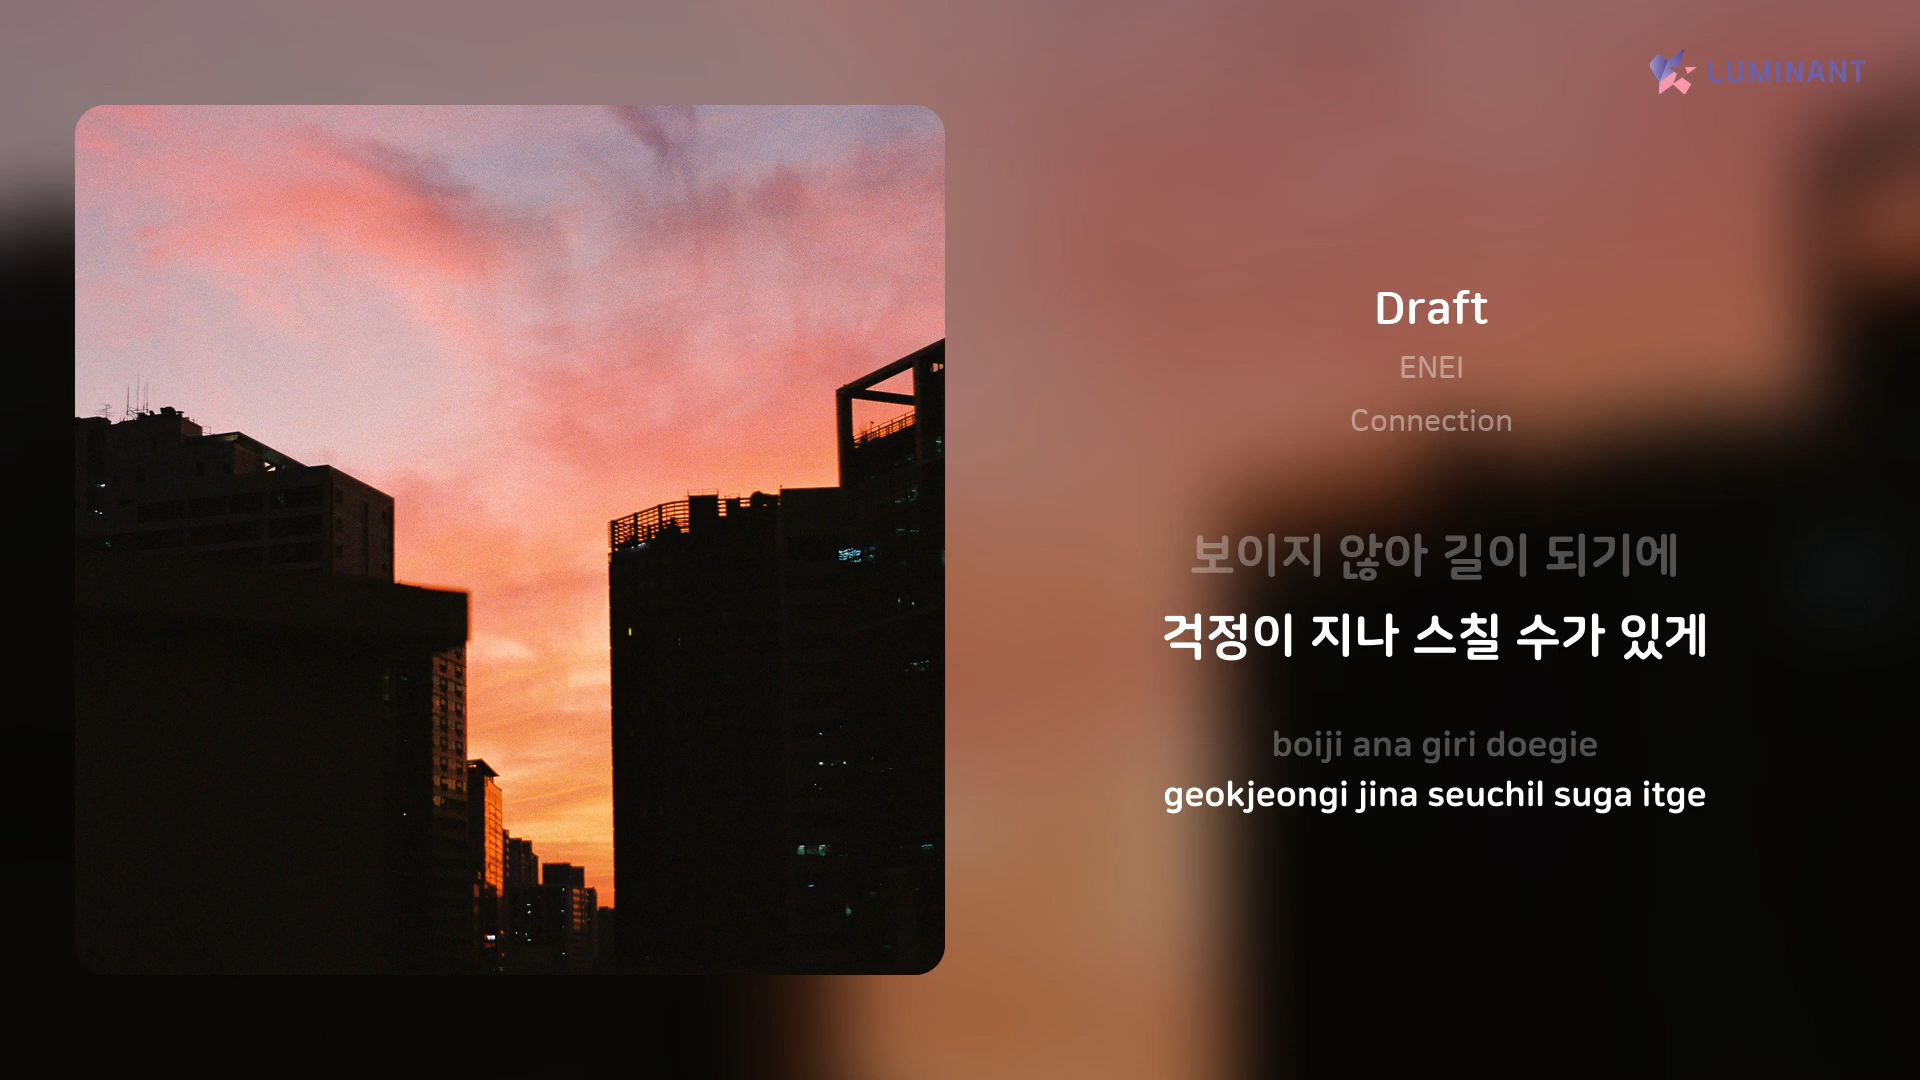 LUMINANT
Draft
ENEI
Connection
보이지 않아 길이 되기에
걱정이 지나 스칠 수가 있게
boiji ana giri doegie
geokjeongi jina seuchil suga itge